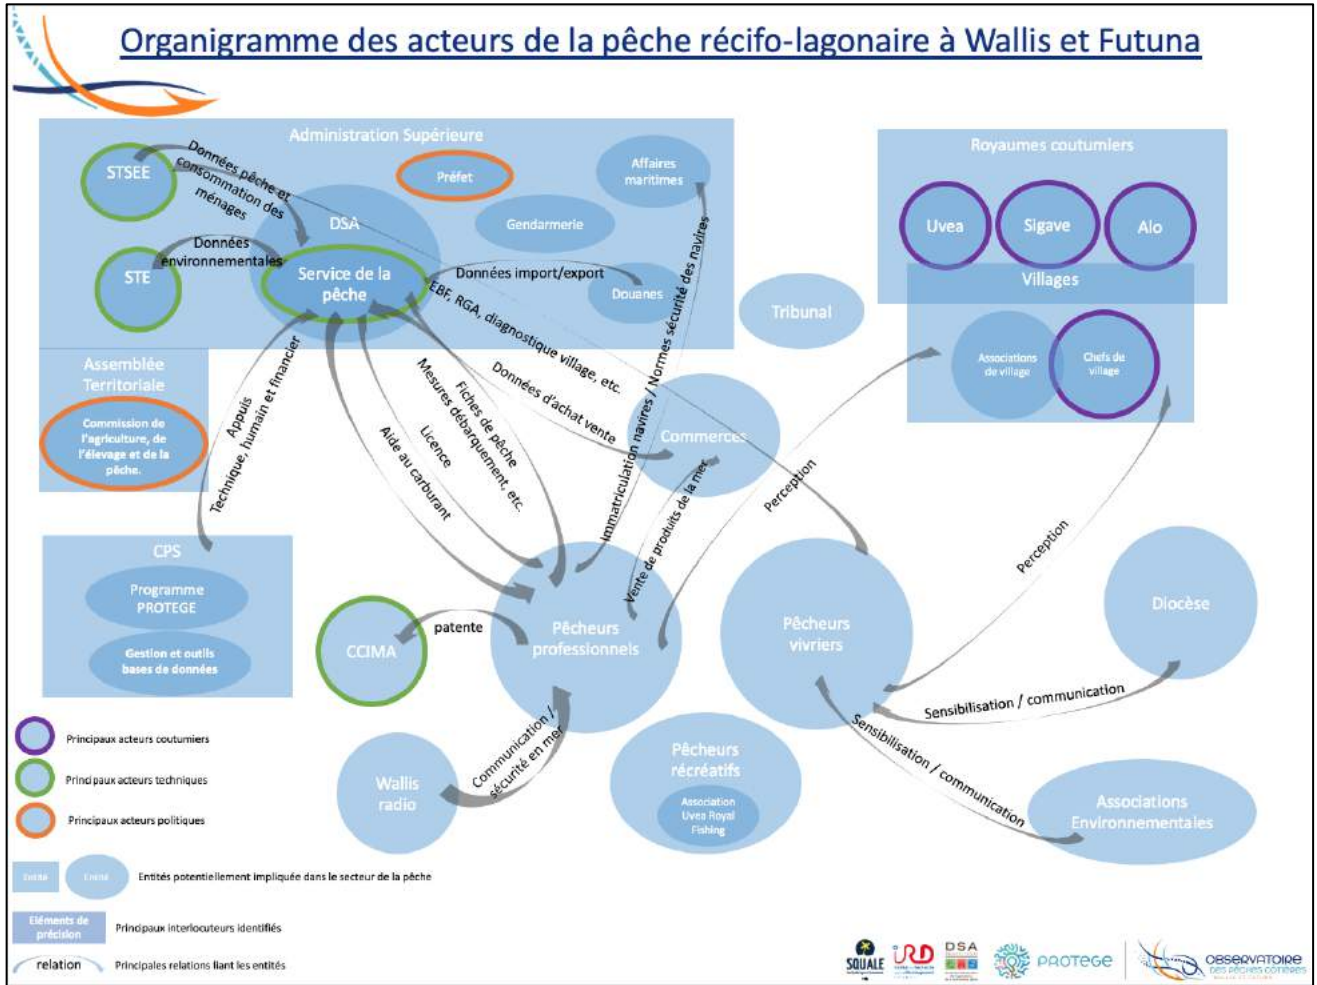 Organigramme des acteurs de la pêche récifo-lagonaire à Wallis et Futuna
Administration Supérieure
STSEE
Données pêche et
consommation des
ménages
Préfet
Affaires
maritimes
DSA
Gendarmerie
STE
Données
environnementales
Service de la
pêche
Données import/export
Douanes
Royaumes coutumiers
Uvea
Sigave
Alo
Villages
Associations
de village
Chefs de
village
Tribunal
Assemblée
Territoriale
Commission de
l'agriculture, de
l'élevage et de la
pêche.
Appuis
Technique, humain et financier
Aide au carburant
Licence
Fiches de pêche
Mesures débarquement, etc.
EBF, RGA, diagnostique village, etc.
Données d'achat vente
Immatriculation navires / Normes sécurité des navires
Commerces
Vente de produits de la mer
Perception
Perception
CPS
Programme
PROTEGE
Gestion et outils
bases de données
CCIMA
patente
Pêcheurs
professionnels
Pêcheurs
vivriers
Diocèse
Sensibilisation / communication
Sensibilisation / communication
Wallis
radio
Communication /
sécurité en mer
Pêcheurs
récréatifs
Association
Uvea Royal
Fishing
Associations
Environnementales
Principaux acteurs coutumiers
Principaux acteurs techniques
Principaux acteurs politiques
Entité
Entité
Entités potentiellement impliquée dans le secteur de la pêche
Eléments de
précision
Principaux interlocuteurs identifiés
relation
Principales relations liant les entités
SQUALE
IRD
DSA
PROTEGE
OBSERVATOIRE
DES PÊCHES CÔTIÈRES